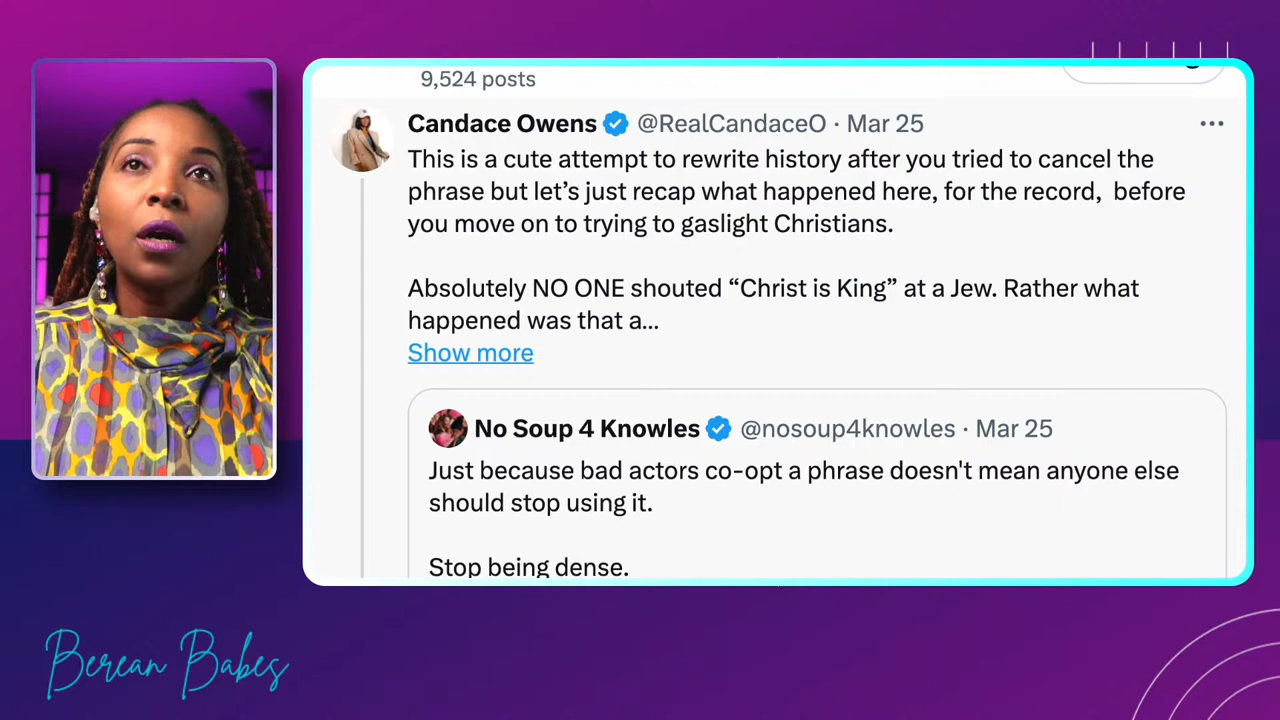 9,524 posts
Candace Owens @RealCandaceO · Mar 25
This is a cute attempt to rewrite history after you tried to cancel the
phrase but let’s just recap what happened here, for the record,  before
you move on to trying to gaslight Christians.
Absolutely NO ONE shouted “Christ is King” at a Jew. Rather what
happened was that a...
Show more
No Soup 4 Knowles @nosoup4knowles · Mar 25
Just because bad actors co-opt a phrase doesn't mean anyone else
should stop using it.
Stop being dense.
Berean Babes